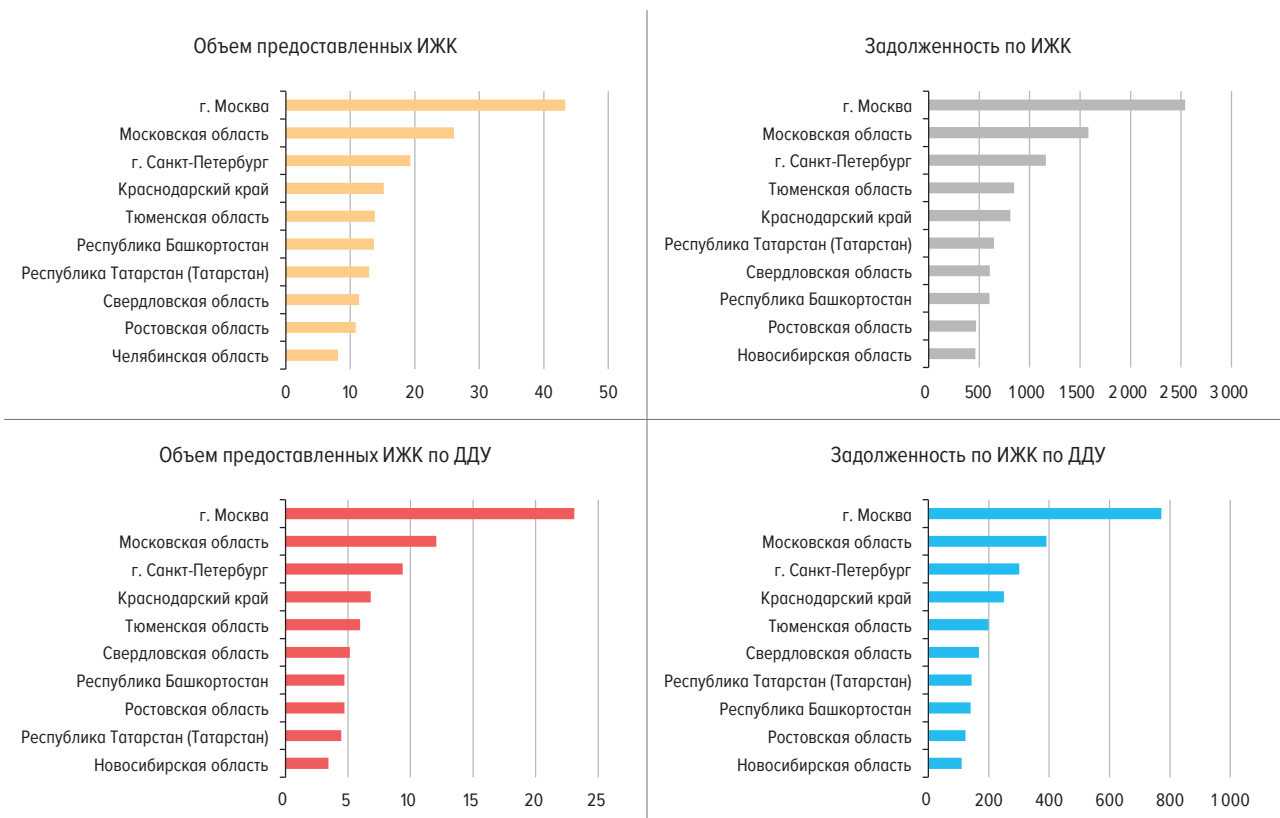 Объем предоставленных ИЖК
г. Москва
Московская область
г. Санкт-Петербург
Краснодарский край
Тюменская область
Республика Башкортостан
Республика Татарстан (Татарстан)
Свердловская область
Ростовская область
Челябинская область
0 10 20 30 40 50
Задолженность по ИЖК
г. Москва
Московская область
г. Санкт-Петербург
Тюменская область
Краснодарский край
Республика Татарстан (Татарстан)
Свердловская область
Республика Башкортостан
Ростовская область
Новосибирская область
0 500 1 000 1 500 2 000 2 500 3 000
Объем предоставленных ИЖК по ДДУ
г. Москва
Московская область
г. Санкт-Петербург
Краснодарский край
Тюменская область
Свердловская область
Республика Башкортостан
Ростовская область
Республика Татарстан (Татарстан)
Новосибирская область
0 5 10 15 20 25
Задолженность по ИЖК по ДДУ
г. Москва
Московская область
г. Санкт-Петербург
Краснодарский край
Тюменская область
Свердловская область
Республика Татарстан (Татарстан)
Республика Башкортостан
Ростовская область
Новосибирская область
0 200 400 600 800 1 000